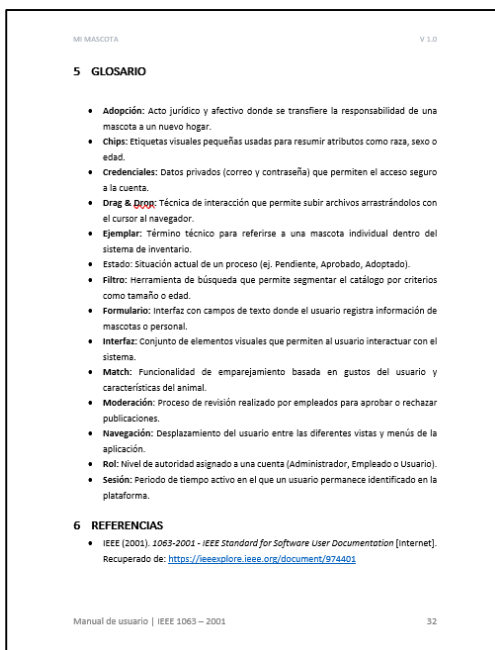 MI MASCOTA V 1.0
5 GLOSARIO
• Adopción: Acto jurídico y afectivo donde se transfiere la responsabilidad de una
mascota a un nuevo hogar.
• Chips: Etiquetas visuales pequeñas usadas para resumir atributos como raza, sexo o
edad.
• Credenciales: Datos privados (correo y contraseña) que permiten el acceso seguro
a la cuenta.
• Drag & Drop: Técnica de interacción que permite subir archivos arrastrándolos con
el cursor al navegador.
• Ejemplar: Término técnico para referirse a una mascota individual dentro del
sistema de inventario.
• Estado: Situación actual de un proceso (ej. Pendiente, Aprobado, Adoptado).
• Filtro: Herramienta de búsqueda que permite segmentar el catálogo por criterios
como tamaño o edad.
• Formulario: Interfaz con campos de texto donde el usuario registra información de
mascotas o personal.
• Interfaz: Conjunto de elementos visuales que permiten al usuario interactuar con el
sistema.
• Match: Funcionalidad de emparejamiento basada en gustos del usuario y
características del animal.
• Moderación: Proceso de revisión realizado por empleados para aprobar o rechazar
publicaciones.
• Navegación: Desplazamiento del usuario entre las diferentes vistas y menús de la
aplicación.
• Rol: Nivel de autoridad asignado a una cuenta (Administrador, Empleado o Usuario).
• Sesión: Periodo de tiempo activo en el que un usuario permanece identificado en la
plataforma.
6 REFERENCIAS
• IEEE (2001). 1063-2001 - IEEE Standard for Software User Documentation [Internet].
Recuperado de: https://ieeexplore.ieee.org/document/974401
Manual de usuario | IEEE 1063 – 2001 32